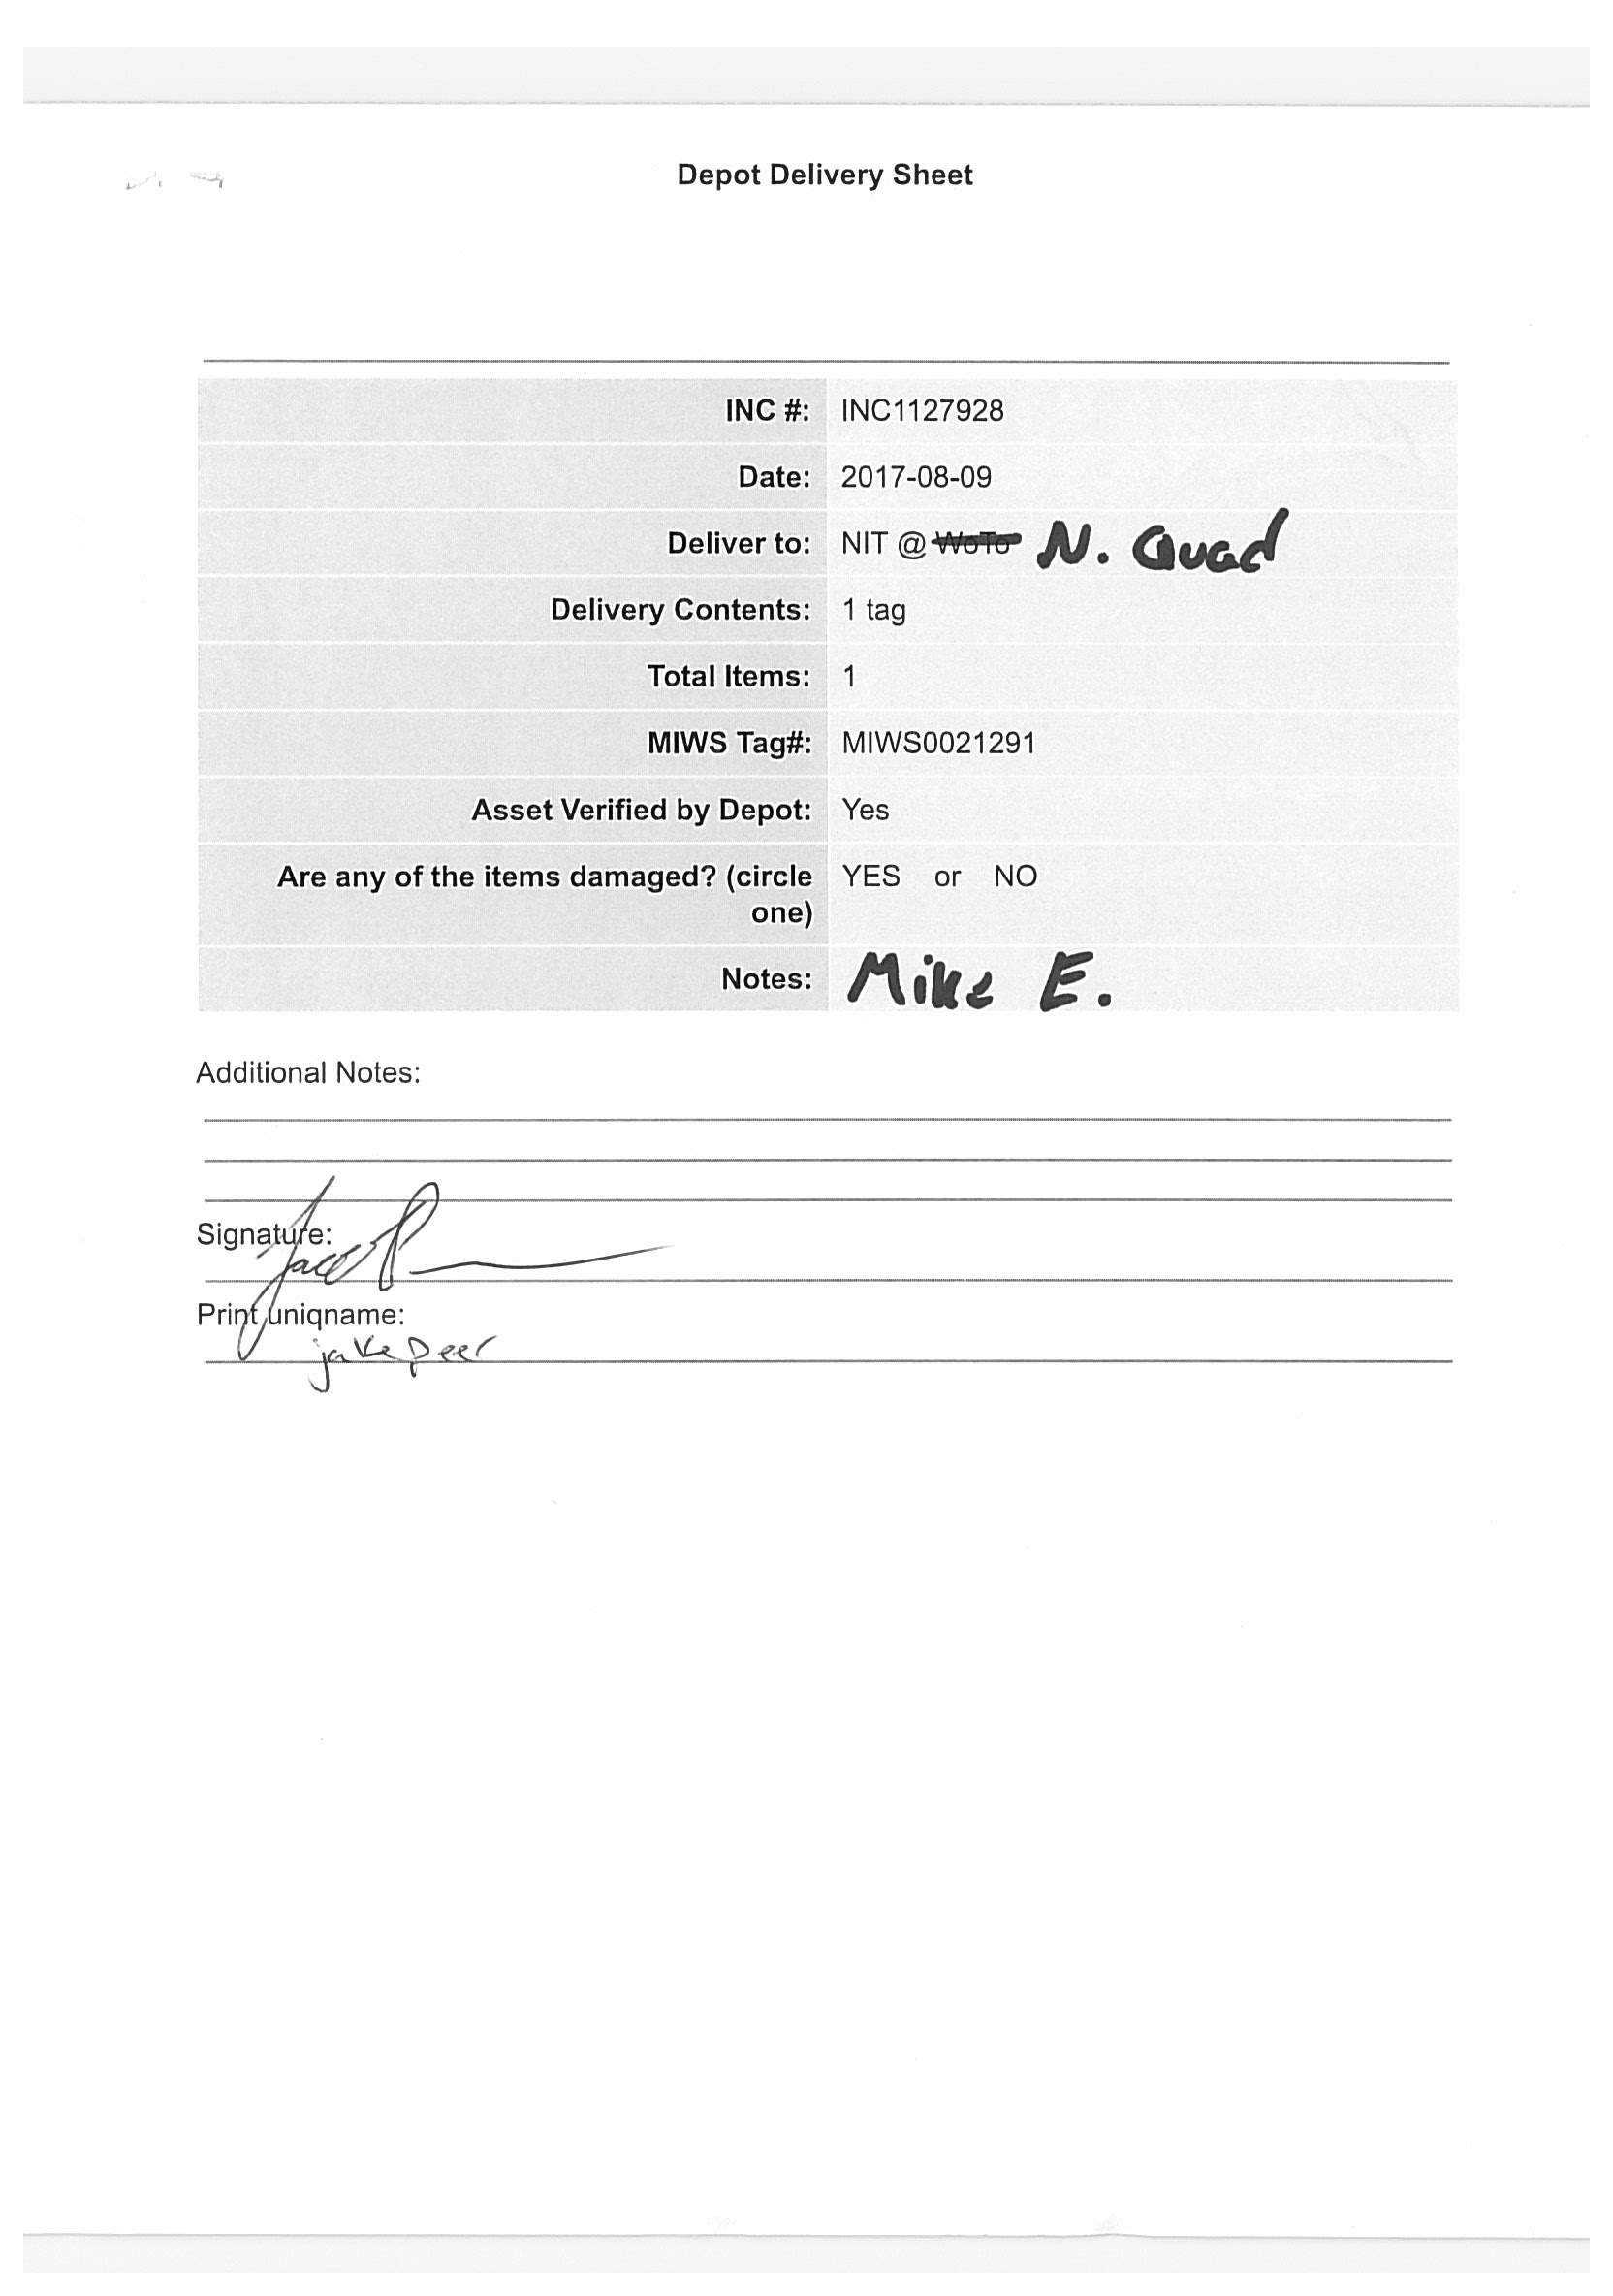 Depot Delivery Sheet
INC #: INC1127928
Date: 2017-08-09
Deliver to: NIT @ WoTo N. Quad
Delivery Contents: 1 tag
Total Items: 1
MIWS Tag#: MIWS0021291
Asset Verified by Depot: Yes
Are any of the items damaged? (circle YES or NO
one)
Notes: Mike E.
Additional Notes:
Signature:
Print uniqname:
jakepeer